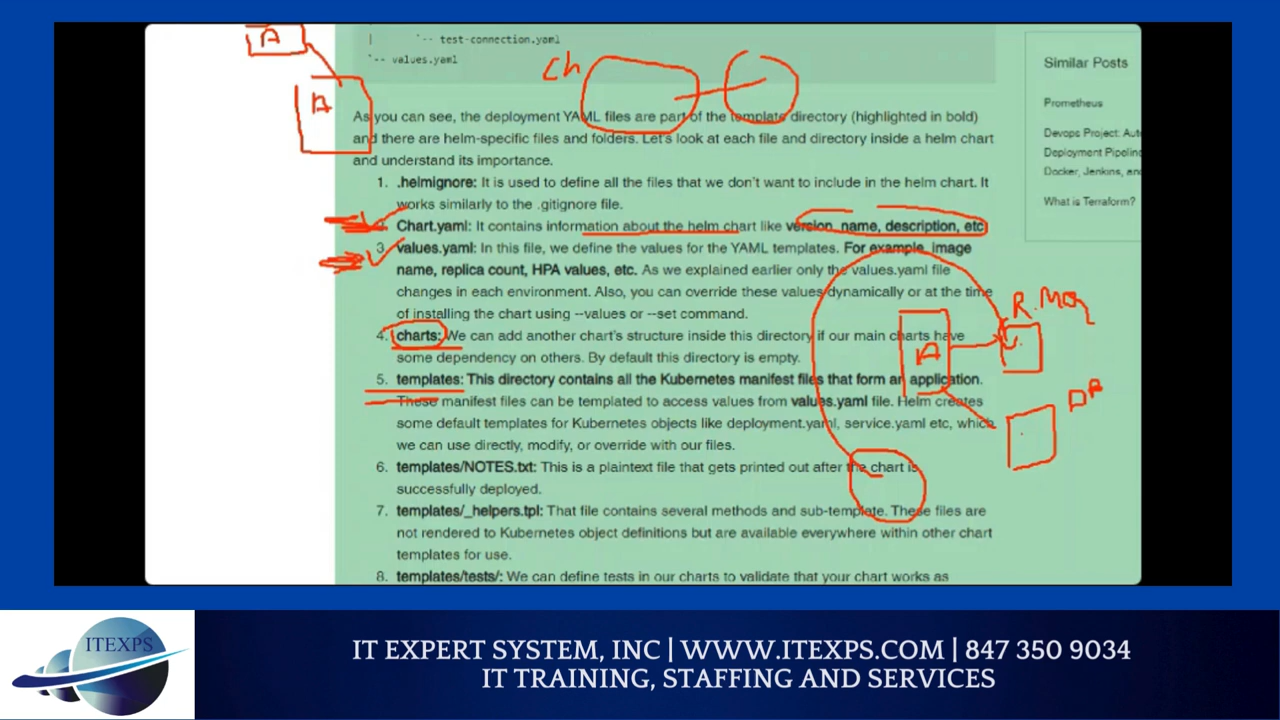 | `-- test-connection.yaml
`-- values.yaml
A
A
Ch
As you can see, the deployment YAML files are part of the template directory (highlighted in bold)
and there are helm-specific files and folders. Let's look at each file and directory inside a helm chart
and understand its importance.
1. .helmignore: It is used to define all the files that we don't want to include in the helm chart. It
works similarly to the .gitignore file.
2. Chart.yaml: It contains information about the helm chart like version, name, description, etc
3. values.yaml: In this file, we define the values for the YAML templates. For example, image
name, replica count, HPA values, etc. As we explained earlier only the values.yaml file
changes in each environment. Also, you can override these values dynamically or at the time
of installing the chart using --values or --set command.
4. charts: We can add another chart's structure inside this directory if our main charts have
some dependency on others. By default this directory is empty.
5. templates: This directory contains all the Kubernetes manifest files that form an application.
These manifest files can be templated to access values from values.yaml file. Helm creates
some default templates for Kubernetes objects like deployment.yaml, service.yaml etc, which
we can use directly, modify, or override with our files.
6. templates/NOTES.txt: This is a plaintext file that gets printed out after the chart is
successfully deployed.
7. templates/_helpers.tpl: That file contains several methods and sub-template. These files are
not rendered to Kubernetes object definitions but are available everywhere within other chart
templates for use.
8. templates/tests/: We can define tests in our charts to validate that your chart works as
A
Similar Posts
Prometheus
Devops Project: Aut
Deployment Pipeline
Docker, Jenkins, an
What is Terraform?
ITEXPS
IT EXPERT SYSTEM, INC | WWW.ITEXPS.COM | 847 350 9034
IT TRAINING, STAFFING AND SERVICES